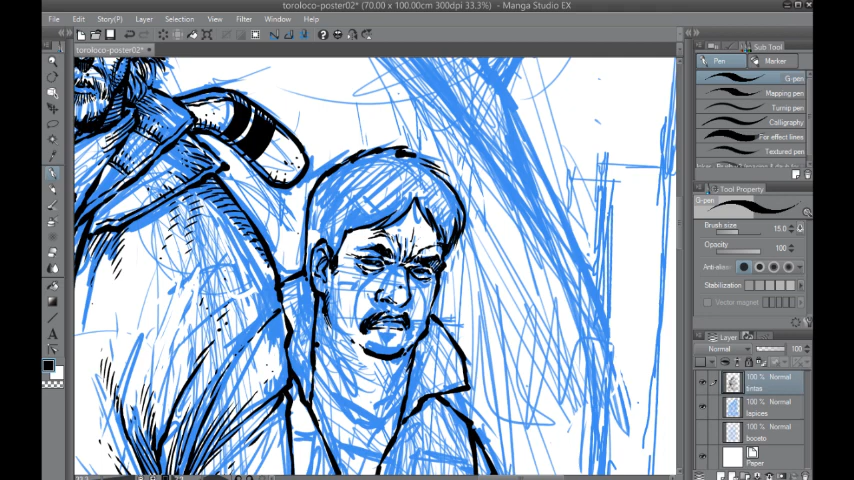 toroloco-poster02* (70.00 x 100.00cm 300dpi 33.3%) - Manga Studio EX
File Edit Story(P) Layer Selection View Filter Window Help
toroloco-poster02*
Sub Tool
Pen Marker
G-pen
Mapping pen
Turnip pen
Calligraphy
For effect lines
Textured pen
Tool Property
G-pen
Brush size 15.0
Opacity 100
Anti-alias
Stabilization
Vector magnet
Layer
Normal 100
100 % Normal
tintas
100 % Normal
lapices
100 % Normal
boceto
Paper